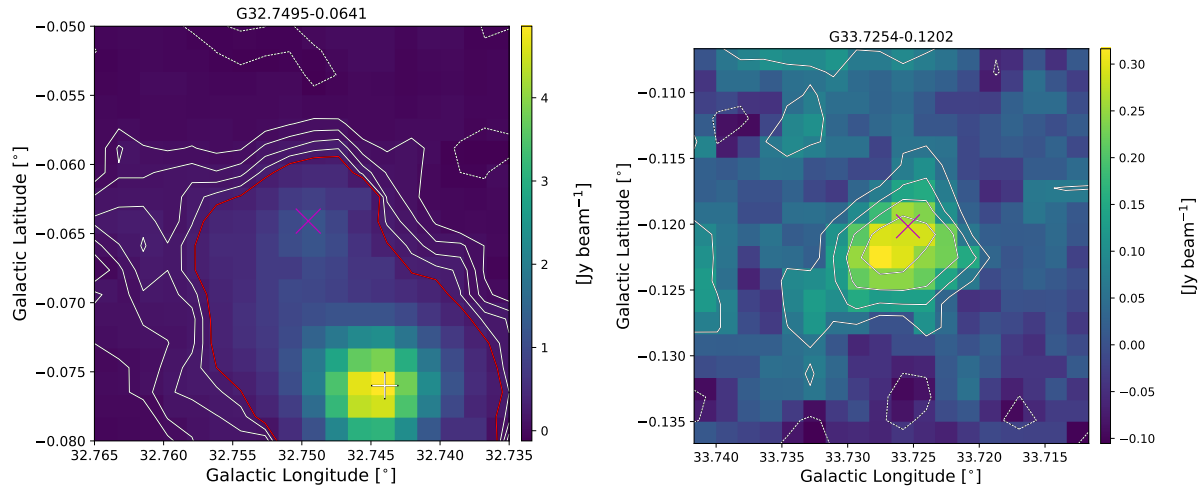 G32.7495-0.0641
−0.050
−0.055
−0.060
−0.065
−0.070
−0.075
−0.080
Galactic Latitude [°]
32.765 32.760 32.755 32.750 32.745 32.740 32.735
Galactic Longitude [°]
4
3
2
1
0
[Jy beam−1]
G33.7254-0.1202
−0.110
−0.115
−0.120
−0.125
−0.130
−0.135
Galactic Latitude [°]
33.740 33.735 33.730 33.725 33.720 33.715
Galactic Longitude [°]
0.30
0.25
0.20
0.15
0.10
0.05
0.00
−0.05
−0.10
[Jy beam−1]